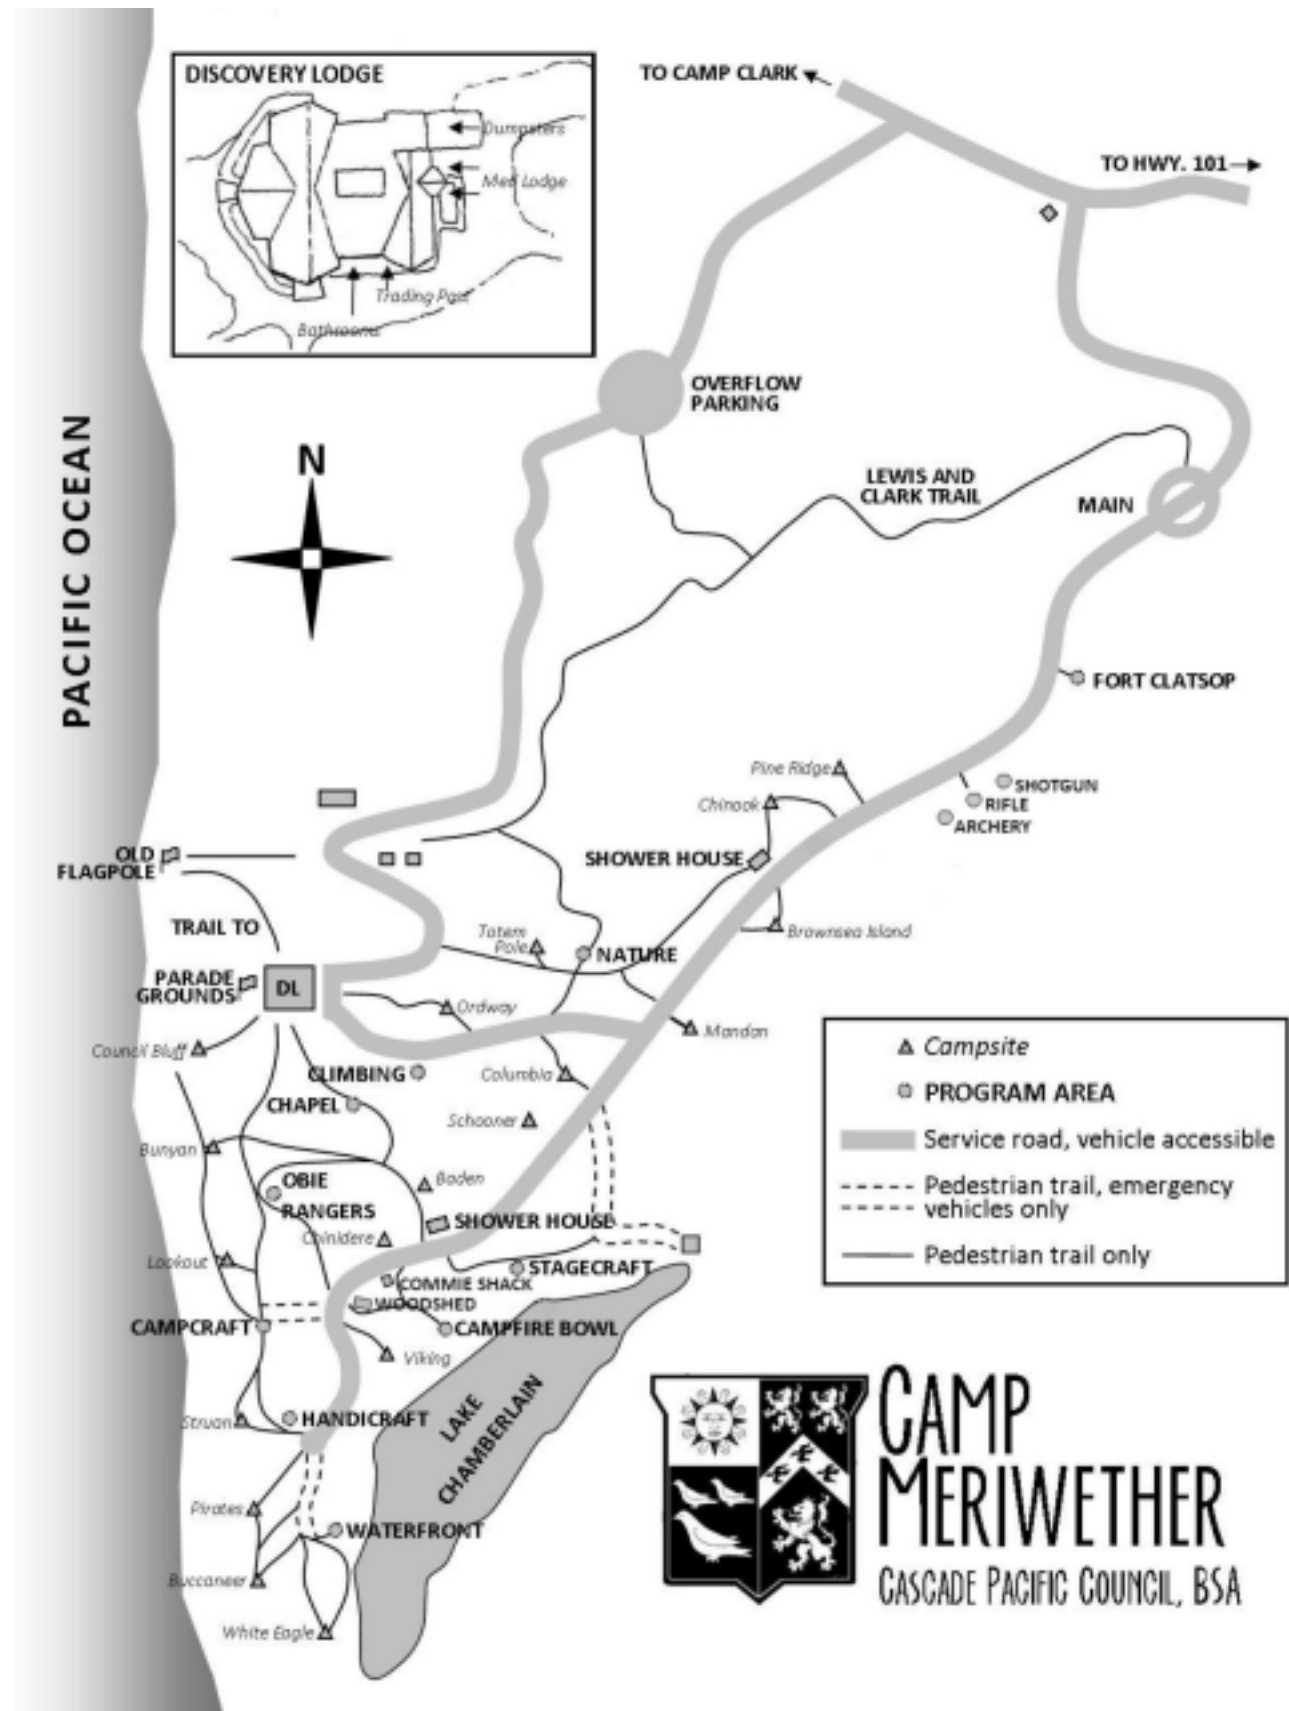 DISCOVERY LODGE
Dumpsters
Med Lodge
Trading Post
Bathrooms
TO CAMP CLARK
TO HWY. 101
OVERFLOW
PARKING
N
PACIFIC OCEAN
LEWIS AND
CLARK TRAIL
MAIN
FORT CLATSOP
Pine Ridge
Chinook
SHOTGUN
RIFLE
ARCHERY
OLD
FLAGPOLE
SHOWER HOUSE
TRAIL TO
Totem
Pole
NATURE
Brownsea Island
PARADE
GROUNDS
DL
Ordway
Mandan
Council Bluff
CLIMBING
Columbia
CHAPEL
Schooner
Bunyan
OBIE
RANGERS
Baden
SHOWER HOUSE
Chinidere
Lookout
STAGECRAFT
COMMIE SHACK
WOODSHED
CAMPCRAFT
CAMPFIRE BOWL
Viking
Struan
HANDICRAFT
LAKE
CHAMBERLAIN
Pirates
WATERFRONT
Buccaneer
White Eagle
Campsite
PROGRAM AREA
Service road, vehicle accessible
Pedestrian trail, emergency
vehicles only
Pedestrian trail only
CAMP
MERIWETHER
CASCADE PACIFIC COUNCIL, BSA